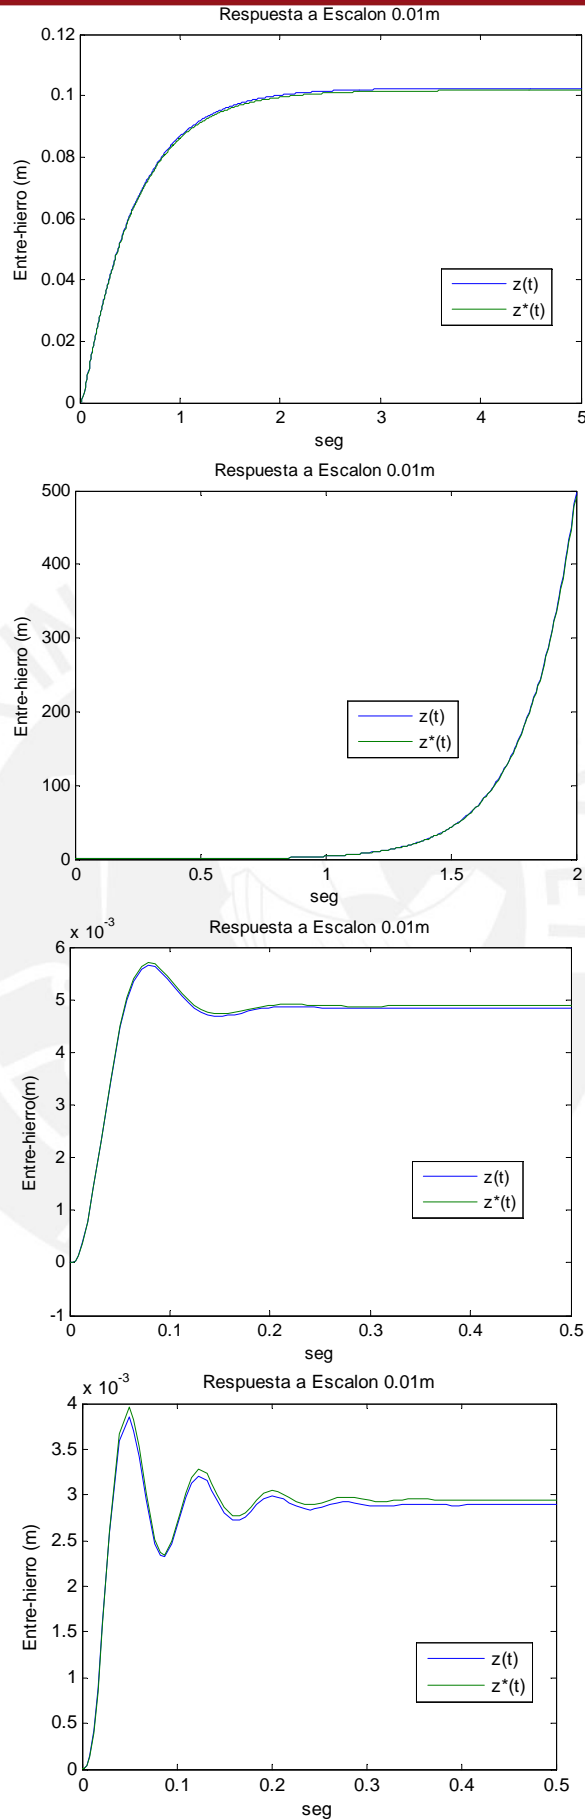 Respuesta a Escalon 0.01m
0.12
0.1
0.08
0.06
0.04
0.02
0
Entre-hierro (m)
z(t)
z*(t)
0 1 2 3 4 5
seg
Respuesta a Escalon 0.01m
500
400
300
200
100
0
Entre-hierro (m)
z(t)
z*(t)
0 0.5 1 1.5 2
seg
x 10^-3
Respuesta a Escalon 0.01m
6
5
4
3
2
1
0
-1
Entre-hierro(m)
z(t)
z*(t)
0 0.1 0.2 0.3 0.4 0.5
seg
x 10^-3
Respuesta a Escalon 0.01m
4
3.5
3
2.5
2
1.5
1
0.5
0
Entre-hierro (m)
z(t)
z*(t)
0 0.1 0.2 0.3 0.4 0.5
seg